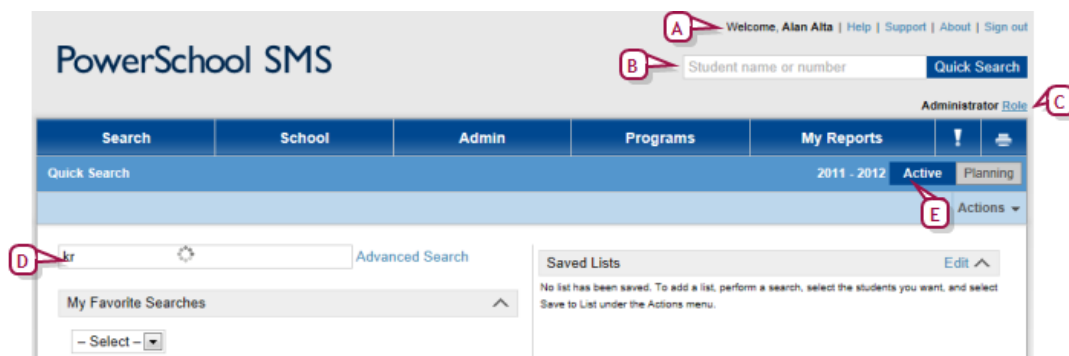 A
Welcome, Alan Alta | Help | Support | About | Sign out
PowerSchool SMS
B
Student name or number
Quick Search
Administrator Role
C
Search School Admin Programs My Reports !
Quick Search
2011 - 2012 Active Planning
E
Actions
D
kr
Advanced Search
My Favorite Searches
– Select –
Saved Lists Edit
No list has been saved. To add a list, perform a search, select the students you want, and select
Save to List under the Actions menu.